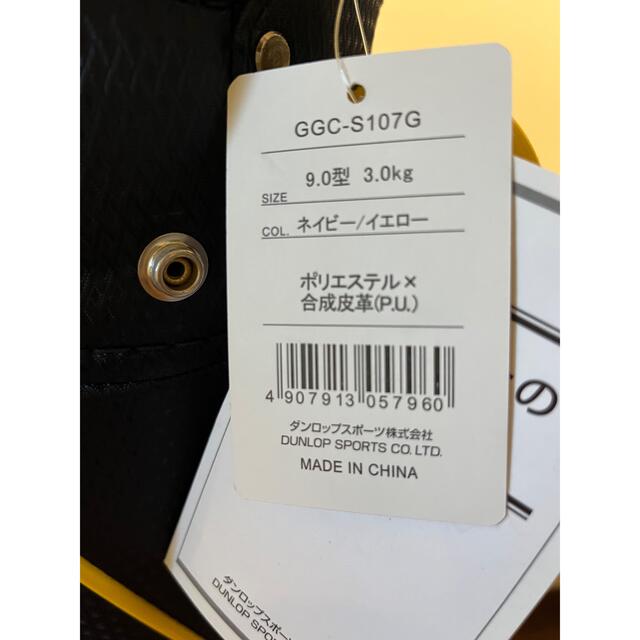 GGC-S107G
SIZE 9.0型 3.0kg
COL. ネイビー/イエロー
ポリエステル×
合成皮革(P.U.)
4 907913 057960
ダンロップスポーツ株式会社
DUNLOP SPORTS CO. LTD.
MADE IN CHINA
の
ダンロップスポー
DUNLOP SPO